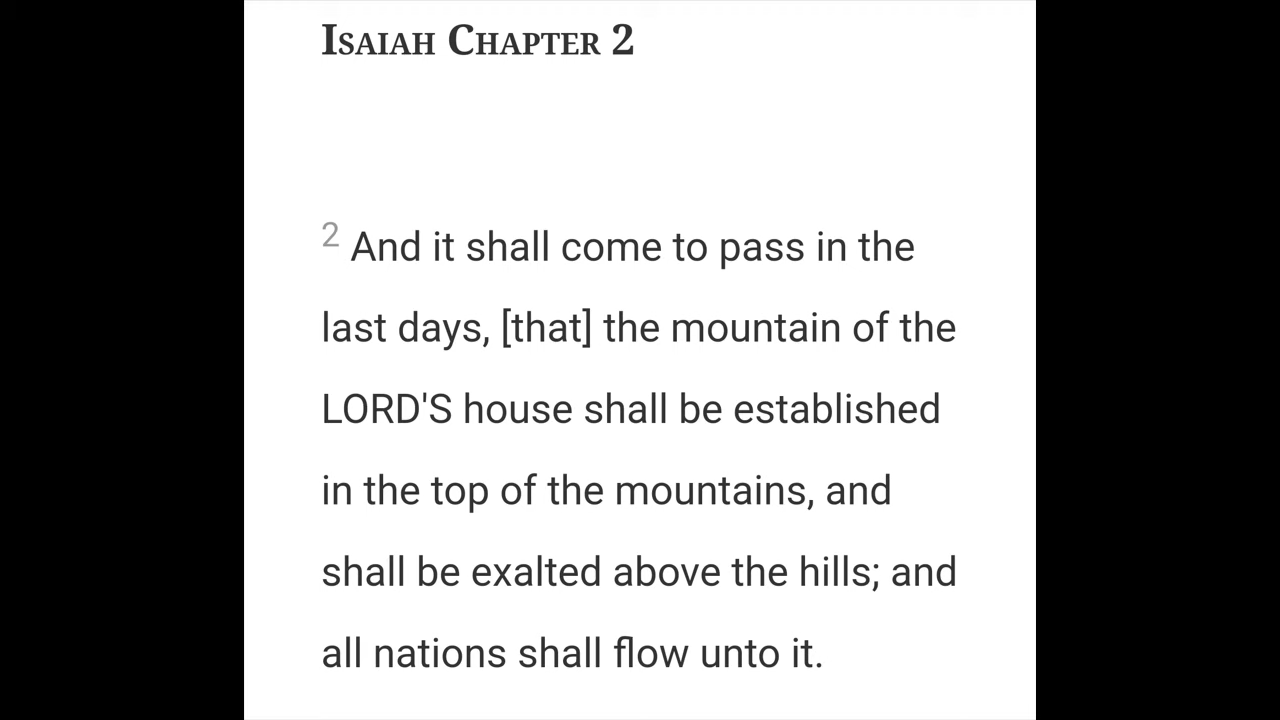 Isaiah Chapter 2
2 And it shall come to pass in the
last days, [that] the mountain of the
LORD'S house shall be established
in the top of the mountains, and
shall be exalted above the hills; and
all nations shall flow unto it.